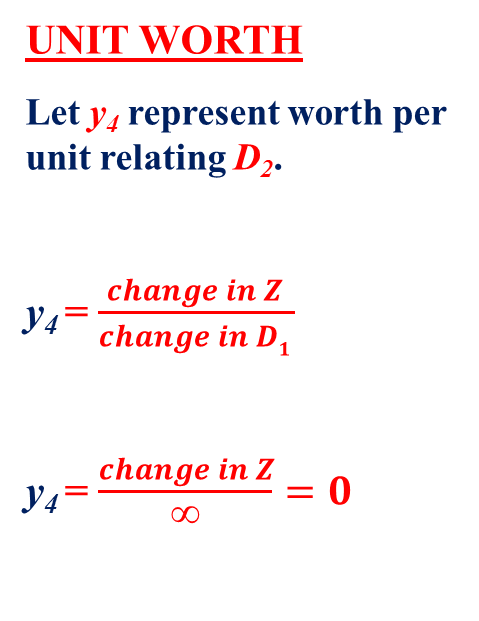 UNIT WORTH
Let y₄ represent worth per
unit relating D₂.
y₄ = change in Z / change in D₁
y₄ = change in Z / ∞ = 0